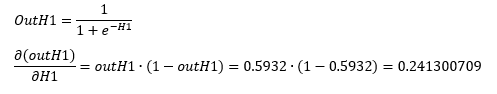 OutH1 = 1 / (1 + e^{−H1})
∂(outH1) / ∂H1 = outH1 · (1 − outH1) = 0.5932 · (1 − 0.5932) = 0.241300709